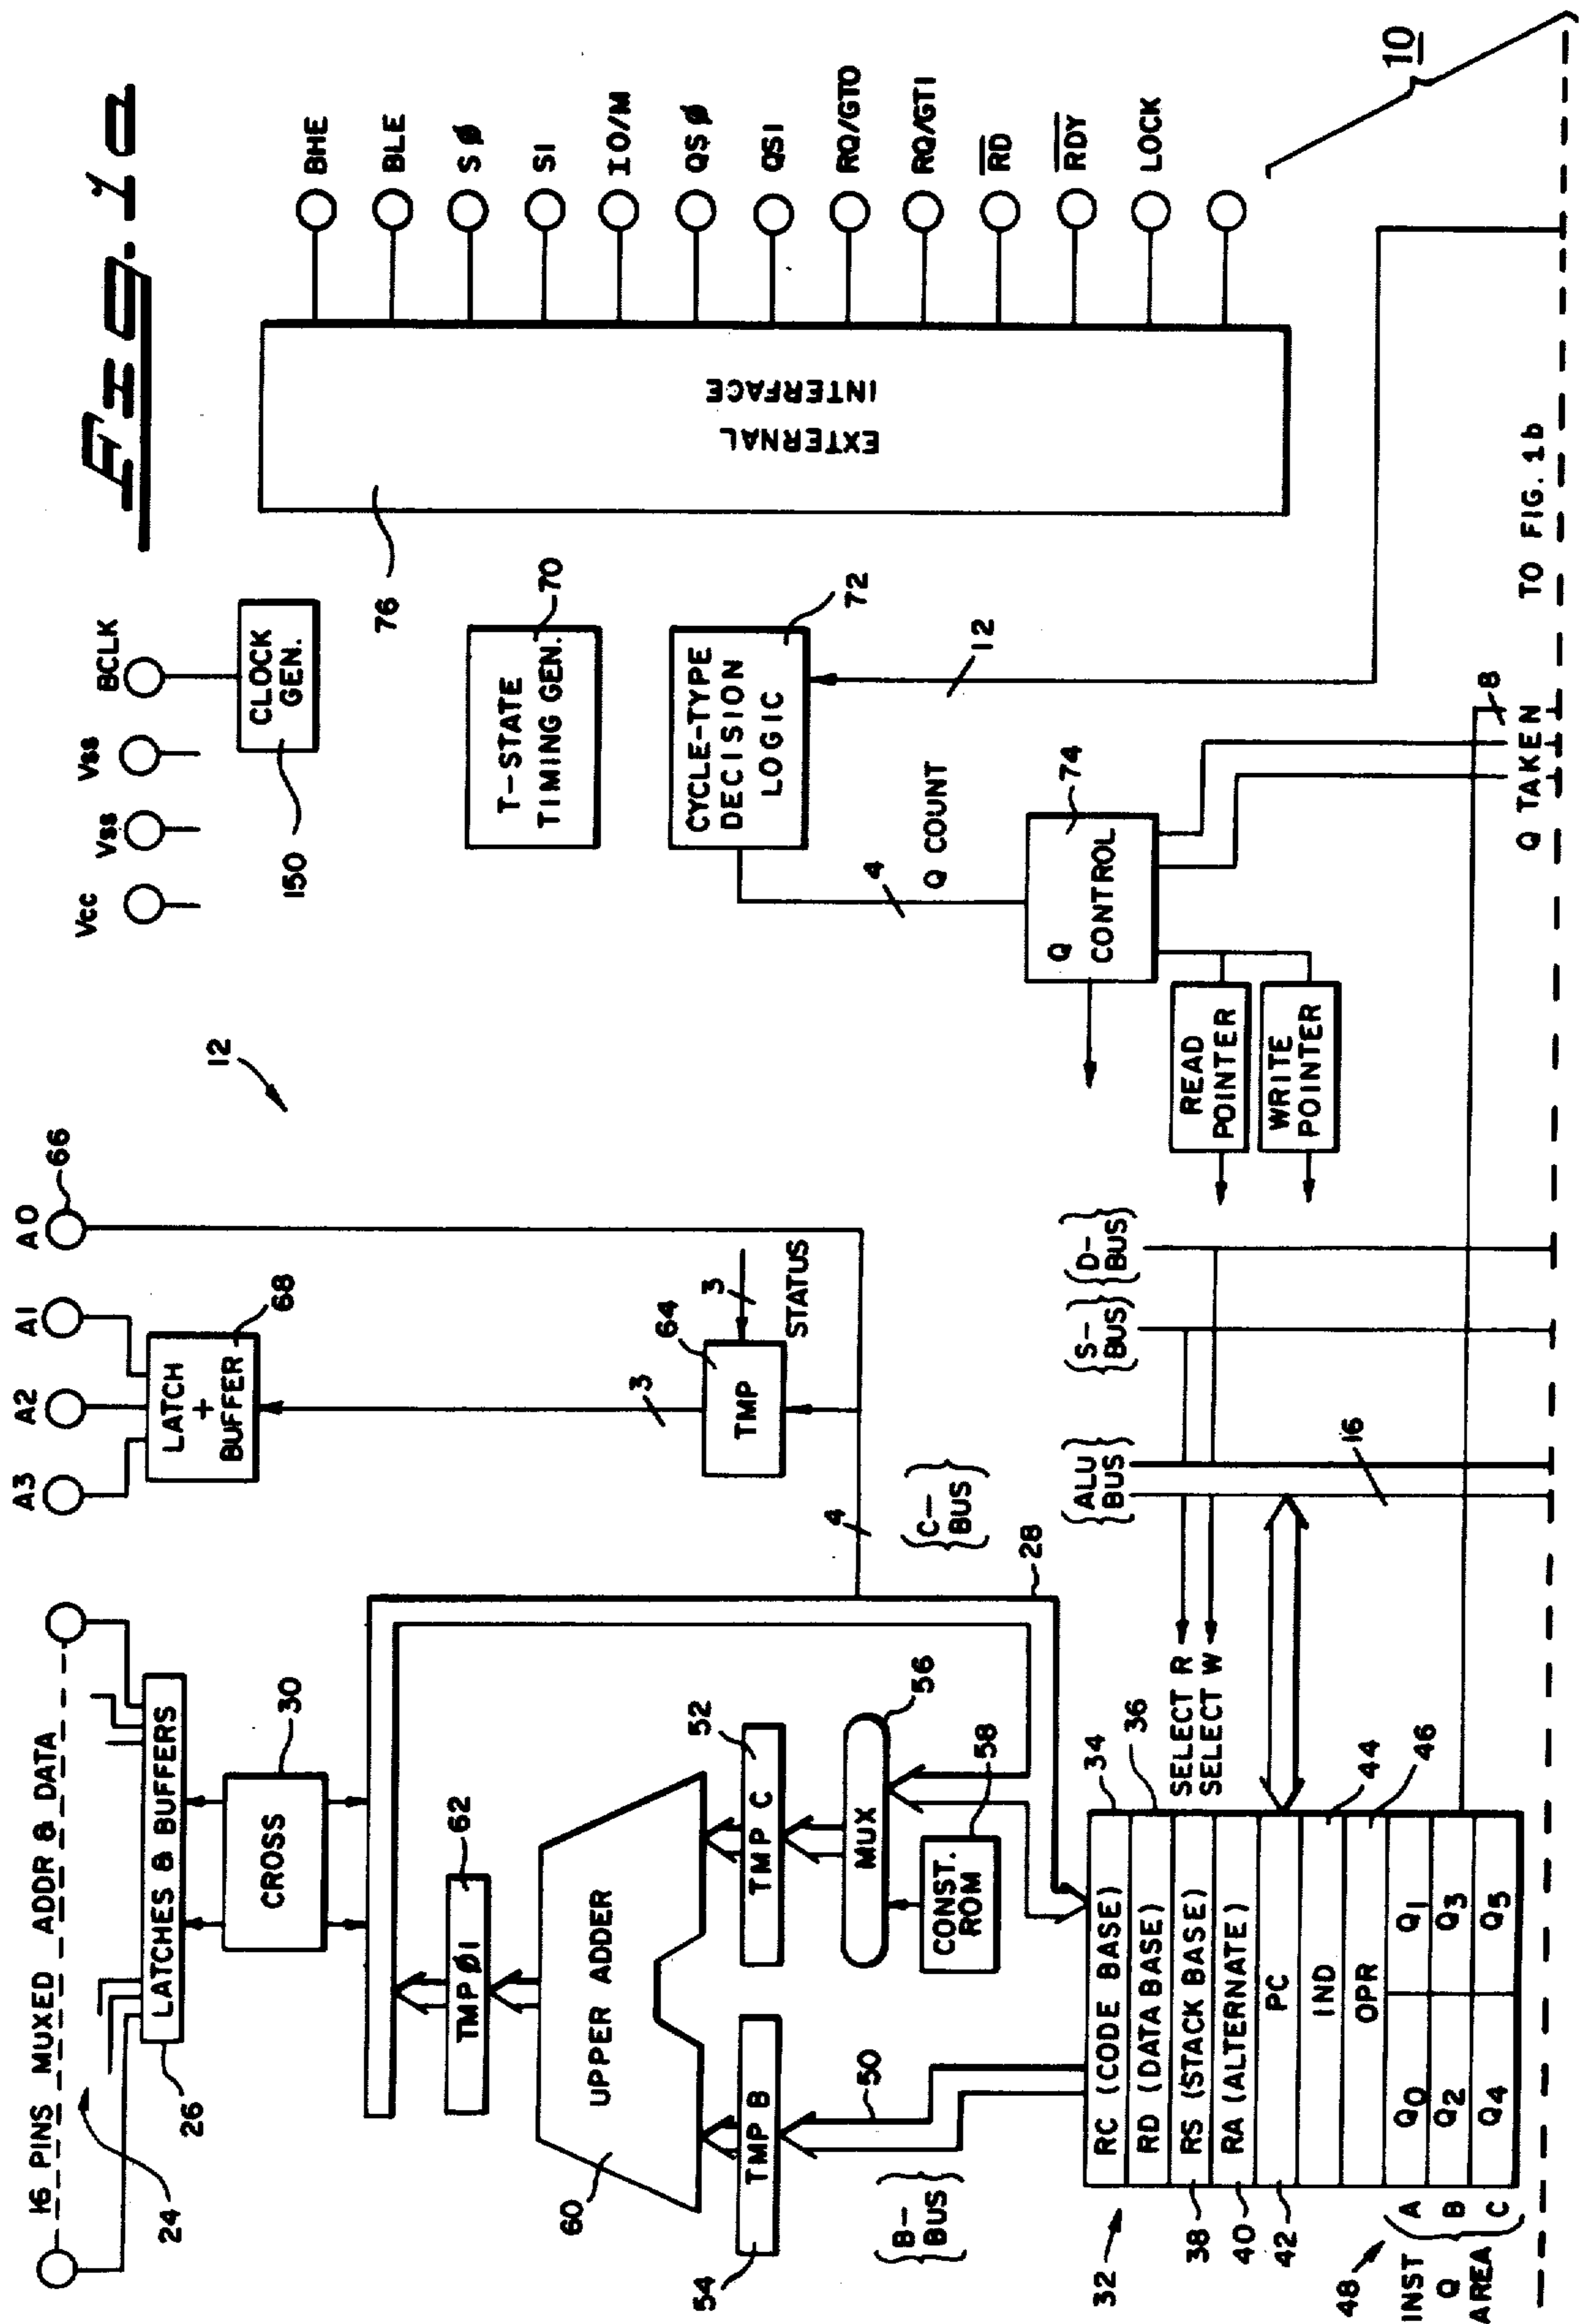 Fig. 1a
16 PINS MUXED ADDR & DATA
24
26
LATCHES & BUFFERS
30
CROSS
62
TMP Ø1
60
UPPER ADDER
54
TMP B
52
TMP C
56
MUX
58
CONST.
ROM
50
{B-
BUS}
28
{C-
BUS}
4
A3
A2
A1
A0
66
68
LATCH
+
BUFFER
3
64
TMP
3
STATUS
12
Vcc
Vss
Vss
BCLK
CLOCK
GEN.
150
T-STATE
TIMING GEN.
70
CYCLE-TYPE
DECISION
LOGIC
72
12
4
Q COUNT
74
Q
CONTROL
READ
POINTER
WRITE
POINTER
76
EXTERNAL
INTERFACE
BHE
BLE
SØ
S1
IO/M
QSØ
QS1
RQ/GTO
RQ/GT1
RD
RDY
LOCK
10
32
RC (CODE BASE)
34
RD (DATA BASE)
36
38
RS (STACK BASE)
40
RA (ALTERNATE)
42
PC
IND
44
OPR
46
48
INST
Q
AREA
A
Q0
Q1
B
Q2
Q3
C
Q4
Q5
SELECT R
SELECT W
{ALU
BUS}
{S-
BUS}
{D-
BUS}
16
8
Q TAKEN
TO FIG. 1b